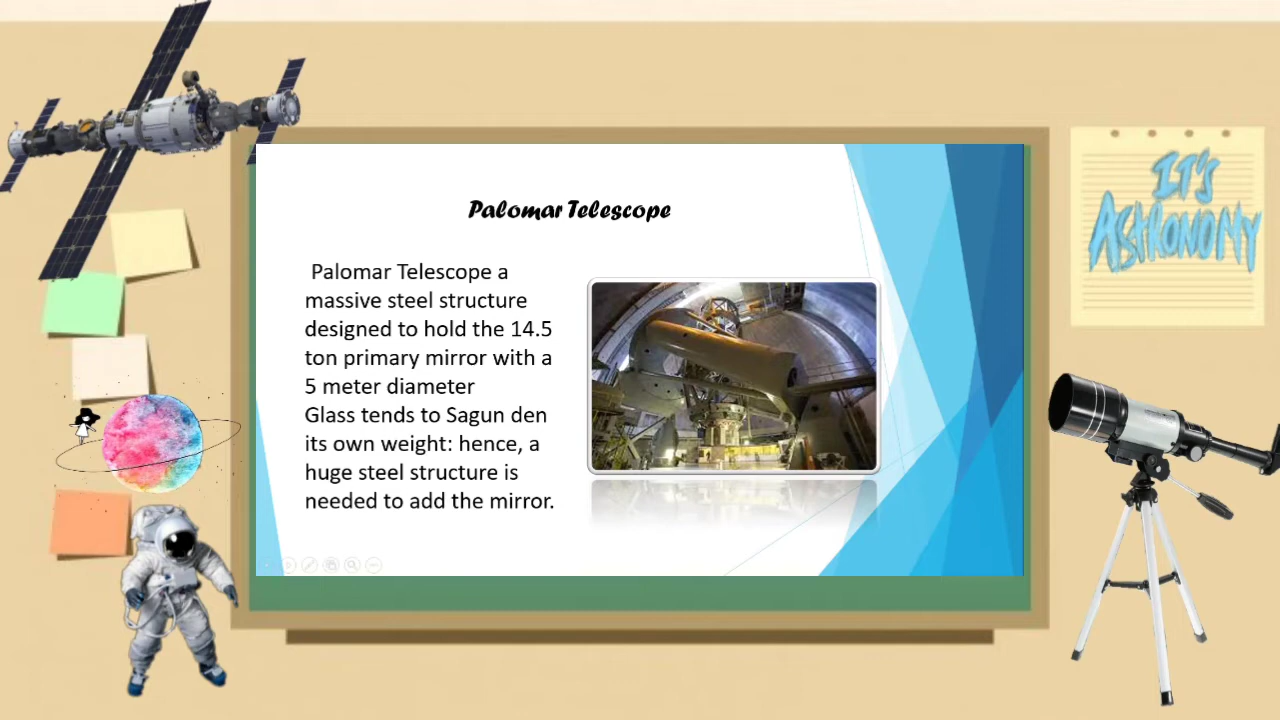 Palomar Telescope
Palomar Telescope a
massive steel structure
designed to hold the 14.5
ton primary mirror with a
5 meter diameter
Glass tends to Sagun den
its own weight: hence, a
huge steel structure is
needed to add the mirror.
IT'S
ASTRONOMY